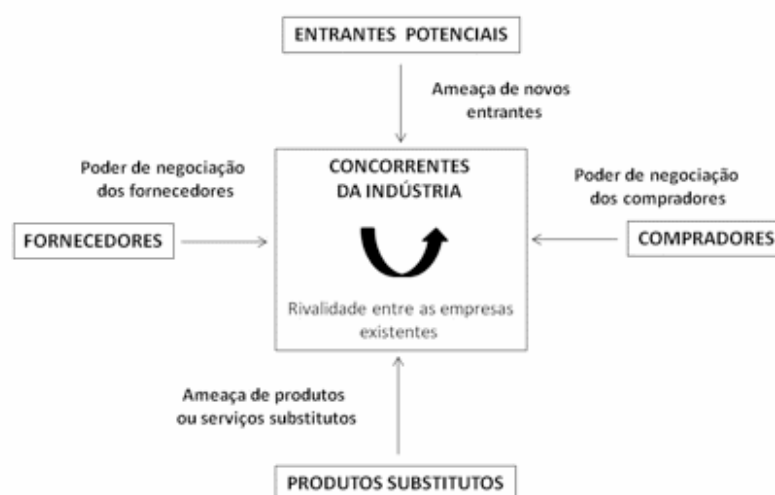 ENTRANTES POTENCIAIS
Ameaça de novos
entrantes
Poder de negociação
dos fornecedores
CONCORRENTES
DA INDÚSTRIA
Poder de negociação
dos compradores
FORNECEDORES
COMPRADORES
Rivalidade entre as empresas
existentes
Ameaça de produtos
ou serviços substitutos
PRODUTOS SUBSTITUTOS